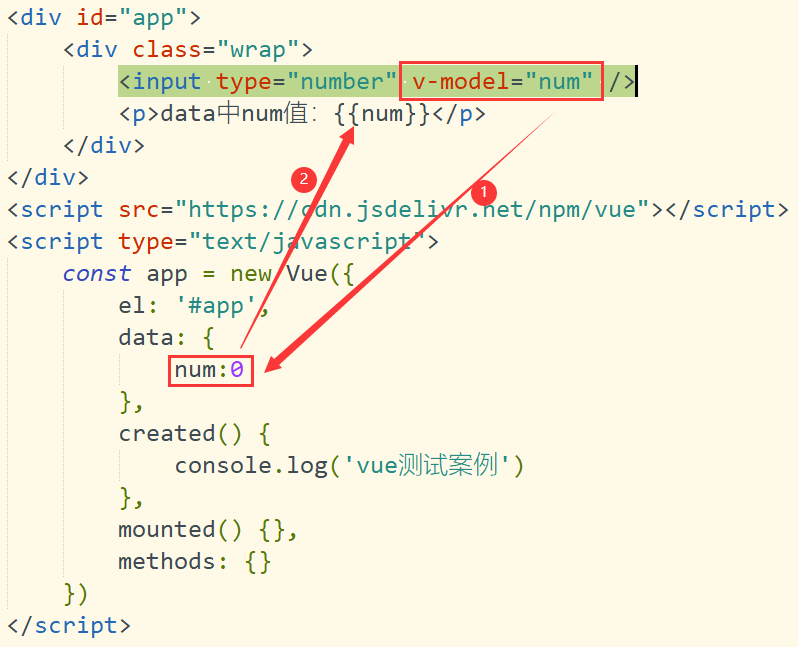 <div id="app">
<div class="wrap">
<input type="number" v-model="num" />
<p>data中num值：{{num}}</p>
</div>
</div>
② ①
<script src="https://cdn.jsdelivr.net/npm/vue"></script>
<script type="text/javascript">
const app = new Vue({
el: '#app',
data: {
num:0
},
created() {
console.log('vue测试案例')
},
mounted() {},
methods: {}
})
</script>